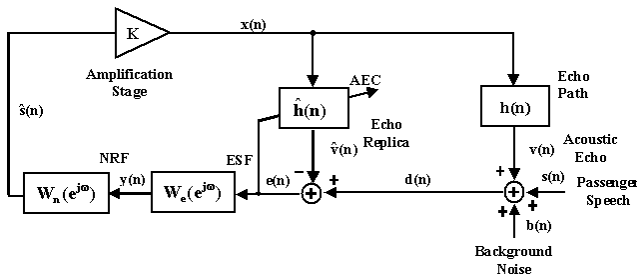 K
x(n)
Amplification
Stage
ŝ(n)
AEC
ĥ(n)
Echo
Replica
v̂(n)
Echo
Path
h(n)
v(n)
Acoustic
Echo
NRF
y(n)
ESF
e(n)
−
+
d(n)
+
s(n)
Passenger
Speech
Wn(e^jω)
We(e^jω)
+
+
+
+
b(n)
Background
Noise